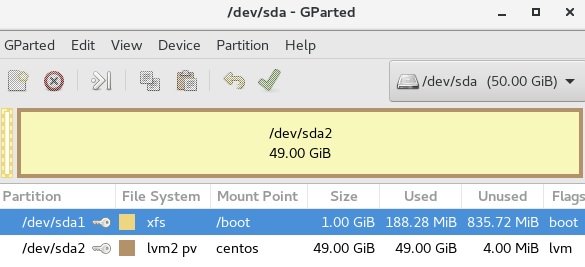 /dev/sda - GParted
GParted Edit View Device Partition Help
/dev/sda (50.00 GiB)
/dev/sda2
49.00 GiB
Partition File System Mount Point Size Used Unused Flags
/dev/sda1 xfs /boot 1.00 GiB 188.28 MiB 835.72 MiB boot
/dev/sda2 lvm2 pv centos 49.00 GiB 49.00 GiB 4.00 MiB lvm